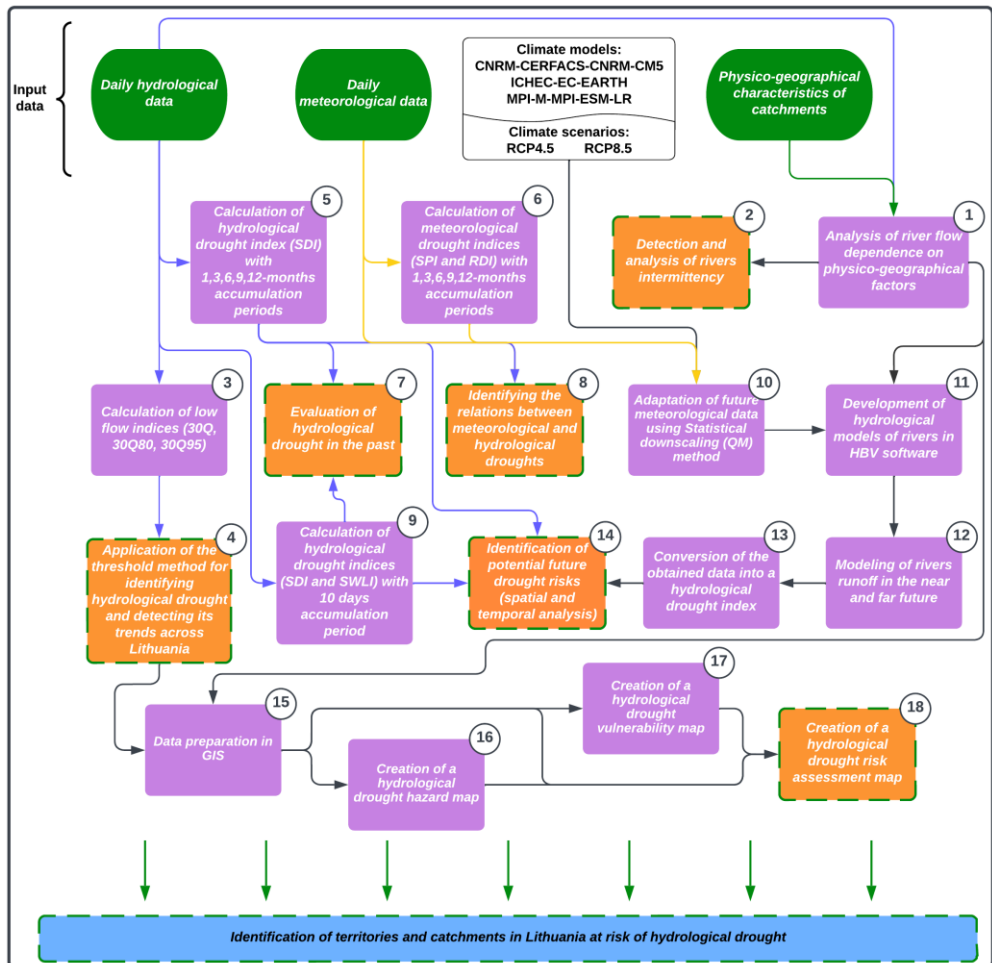 Input
data
Daily hydrological
data
Daily
meteorological data
Climate models:
CNRM-CERFACS-CNRM-CM5
ICHEC-EC-EARTH
MPI-M-MPI-ESM-LR
Climate scenarios:
RCP4.5 RCP8.5
Physico-geographical
characteristics of
catchments
5
Calculation of
hydrological
drought index (SDI)
with
1,3,6,9,12-months
accumulation
periods
6
Calculation of
meteorological
drought indices
(SPI and RDI) with
1,3,6,9,12-months
accumulation
periods
2
Detection and
analysis of rivers
intermittency
1
Analysis of river flow
dependence on
physico-geographical
factors
3
Calculation of low
flow indices (30Q,
30Q80, 30Q95)
7
Evaluation of
hydrological
drought in the past
8
Identifying the
relations between
meteorological and
hydrological
droughts
10
Adaptation of future
meteorological data
using Statistical
downscaling (QM)
method
11
Development of
hydrological
models of rivers in
HBV software
4
Application of the
threshold method for
identifying
hydrological drought
and detecting its
trends across
Lithuania
9
Calculation of
hydrological
drought indices
(SDI and SWLI) with
10 days
accumulation
period
14
Identification of
potential future
drought risks
(spatial and
temporal analysis)
13
Conversion of the
obtained data into a
hydrological
drought index
12
Modeling of rivers
runoff in the near
and far future
15
Data preparation in
GIS
16
Creation of a
hydrological
drought hazard map
17
Creation of a
hydrological
drought
vulnerability map
18
Creation of a
hydrological
drought risk
assessment map
Identification of territories and catchments in Lithuania at risk of hydrological drought